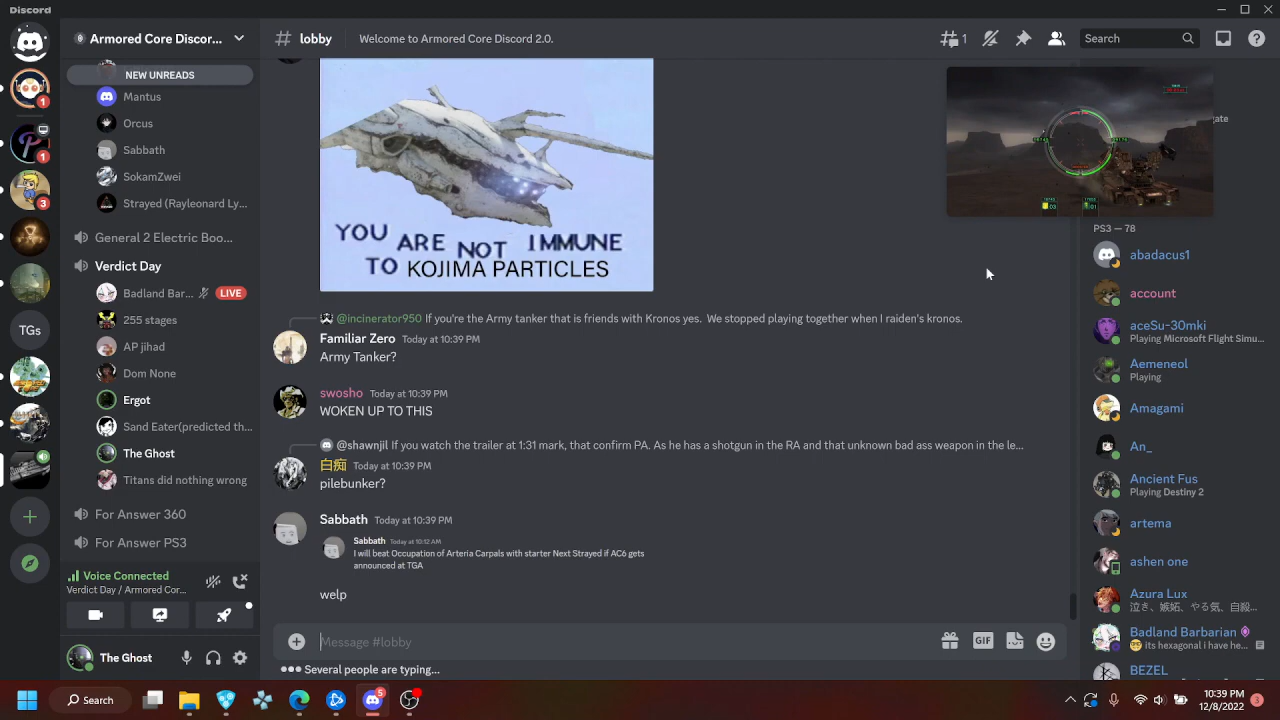 Discord
Armored Core Discor...
# lobby
Welcome to Armored Core Discord 2.0.
1
Search
NEW UNREADS
Mantus
Orcus
Sabbath
SokamZwei
Strayed (Rayleonard Ly...
General 2 Electric Boo...
Verdict Day
Badland Bar...
LIVE
255 stages
AP jihad
Dom None
Ergot
Sand Eater(predicted th...
The Ghost
Titans did nothing wrong
For Answer 360
For Answer PS3
Voice Connected
Verdict Day / Armored Cor...
The Ghost
1
1
3
TGs
YOU ARE NOT IMMUNE
TO KOJIMA PARTICLES
@incinerator950 If you're the Army tanker that is friends with Kronos yes. We stopped playing together when I raiden's kronos.
Familiar Zero Today at 10:39 PM
Army Tanker?
swosho Today at 10:39 PM
WOKEN UP TO THIS
@shawnjil If you watch the trailer at 1:31 mark, that confirm PA. As he has a shotgun in the RA and that unknown bad ass weapon in the le...
白痴 Today at 10:39 PM
pilebunker?
Sabbath Today at 10:39 PM
Sabbath Today at 10:12 AM
I will beat Occupation of Arteria Carpals with starter Next Strayed if AC6 gets
announced at TGA
welp
Message #lobby
GIF
Several people are typing...
gate
PS3 — 78
abadacus1
account
aceSu-30mki
Playing Microsoft Flight Simu...
Aemeneol
Playing
Amagami
An_
Ancient Fus
Playing Destiny 2
artema
ashen one
Azura Lux
泣き、嫉妬、やる気、自殺...
Badland Barbarian
its hexagonal i have he...
BEZEL
Search
5
10:39 PM
12/8/2022
3